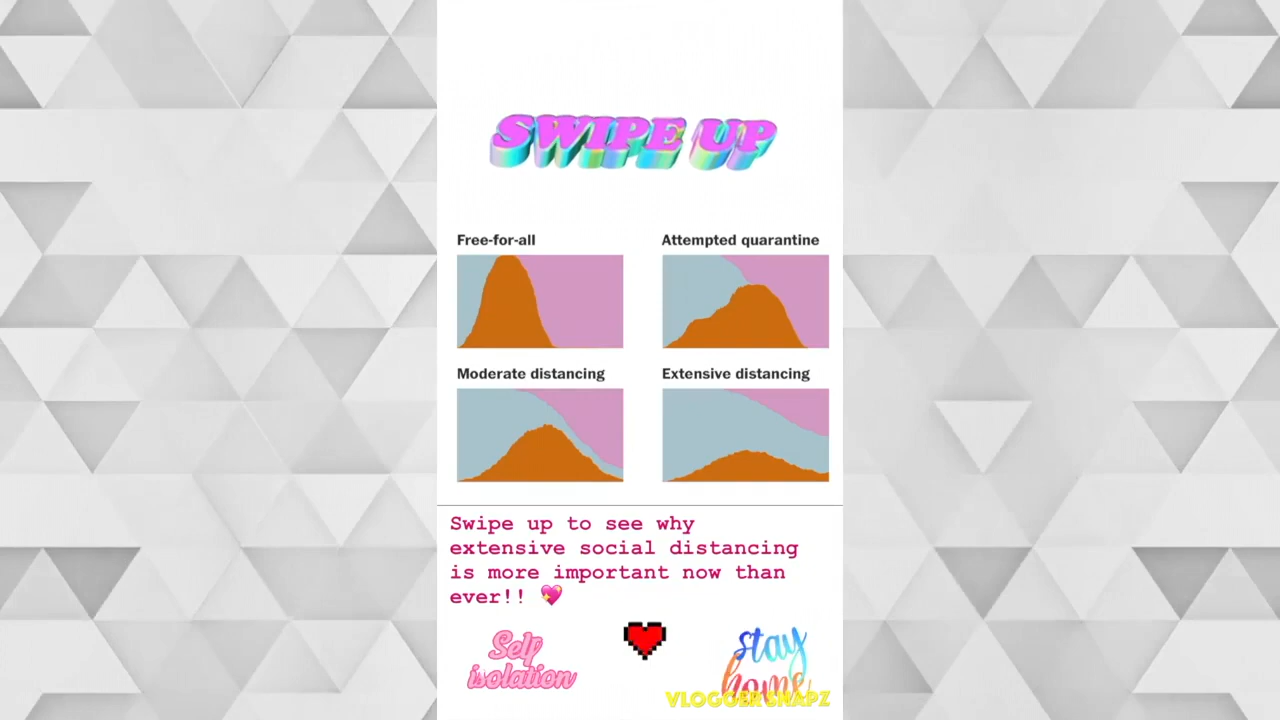 SWIPE UP
Free-for-all
Attempted quarantine
Moderate distancing
Extensive distancing
Swipe up to see why
extensive social distancing
is more important now than
ever!! 💖
Self
isolation
stay
home
VLOGGER SNAPZ